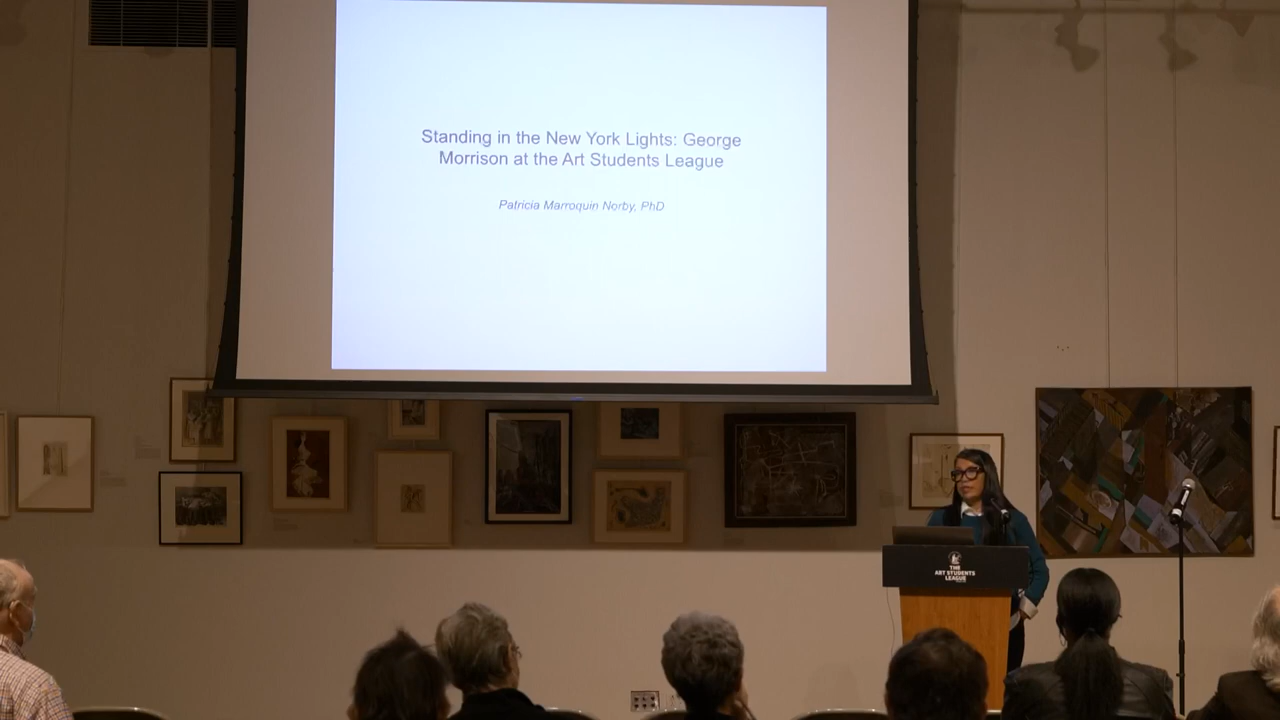 Standing in the New York Lights: George
Morrison at the Art Students League
Patricia Marroquin Norby, PhD
THE
ART STUDENTS
LEAGUE